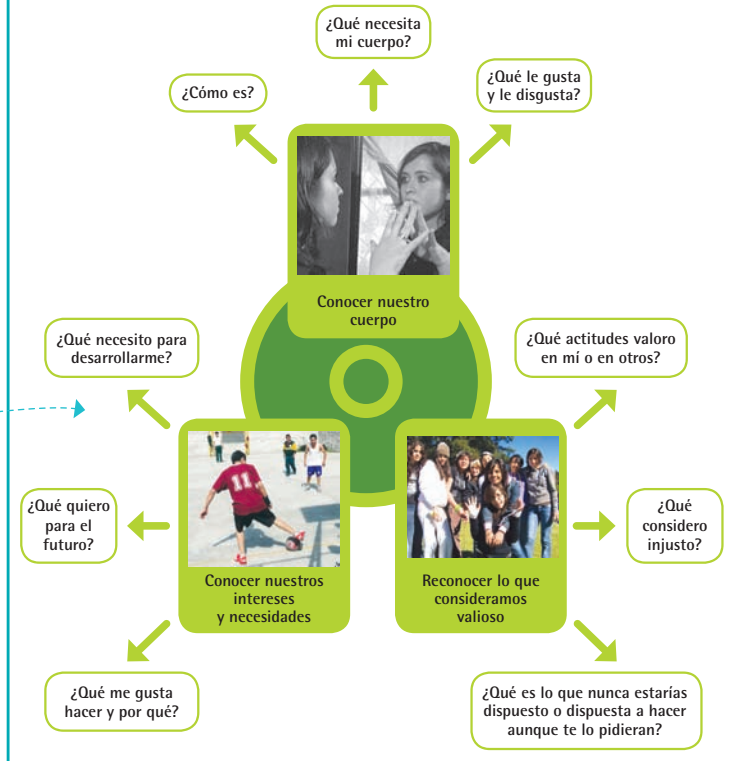 ¿Qué necesita
mi cuerpo?
¿Cómo es?
¿Qué le gusta
y le disgusta?
Conocer nuestro
cuerpo
¿Qué necesito para
desarrollarme?
¿Qué actitudes valoro
en mí o en otros?
11
¿Qué quiero
para el
futuro?
¿Qué
considero
injusto?
Conocer nuestros
intereses
y necesidades
Reconocer lo que
consideramos
valioso
¿Qué me gusta
hacer y por qué?
¿Qué es lo que nunca estarías
dispuesto o dispuesta a hacer
aunque te lo pidieran?